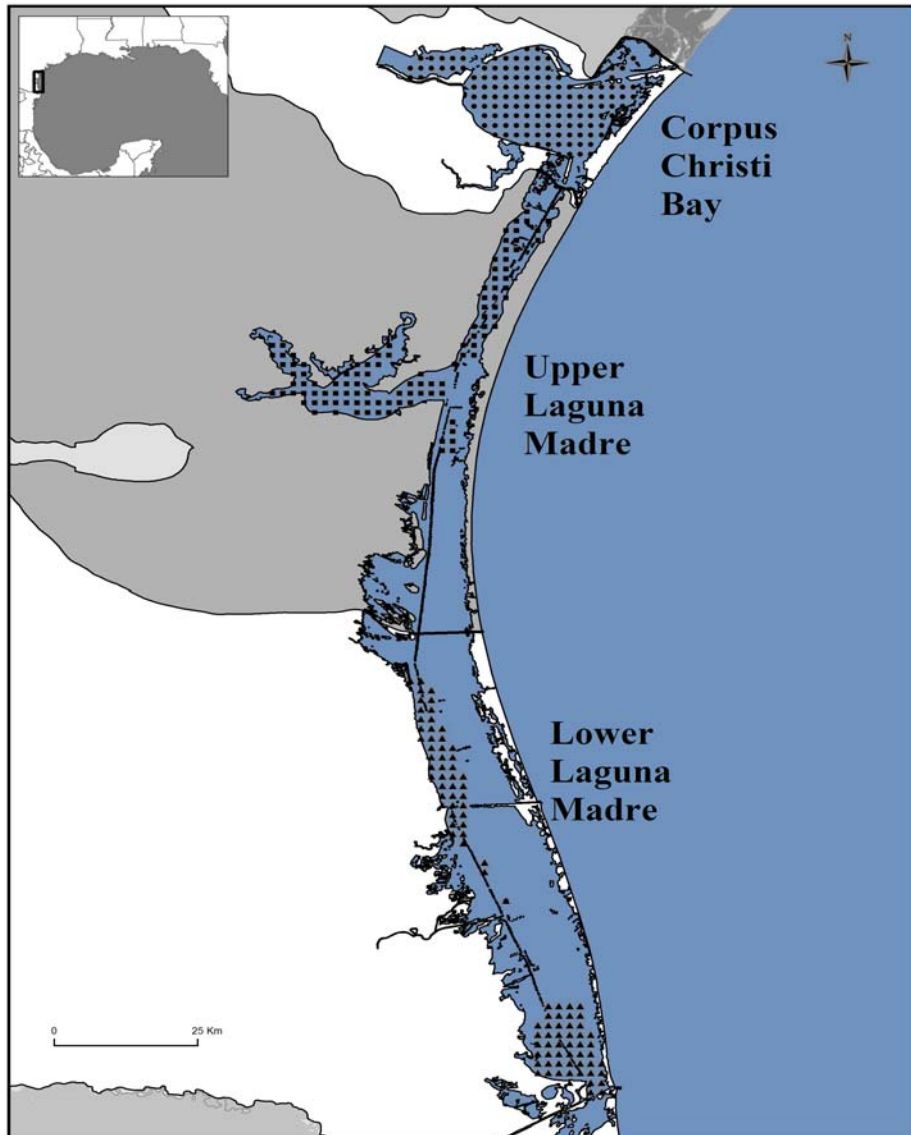 N
Corpus
Christi
Bay
Upper
Laguna
Madre
Lower
Laguna
Madre
0 25 Km